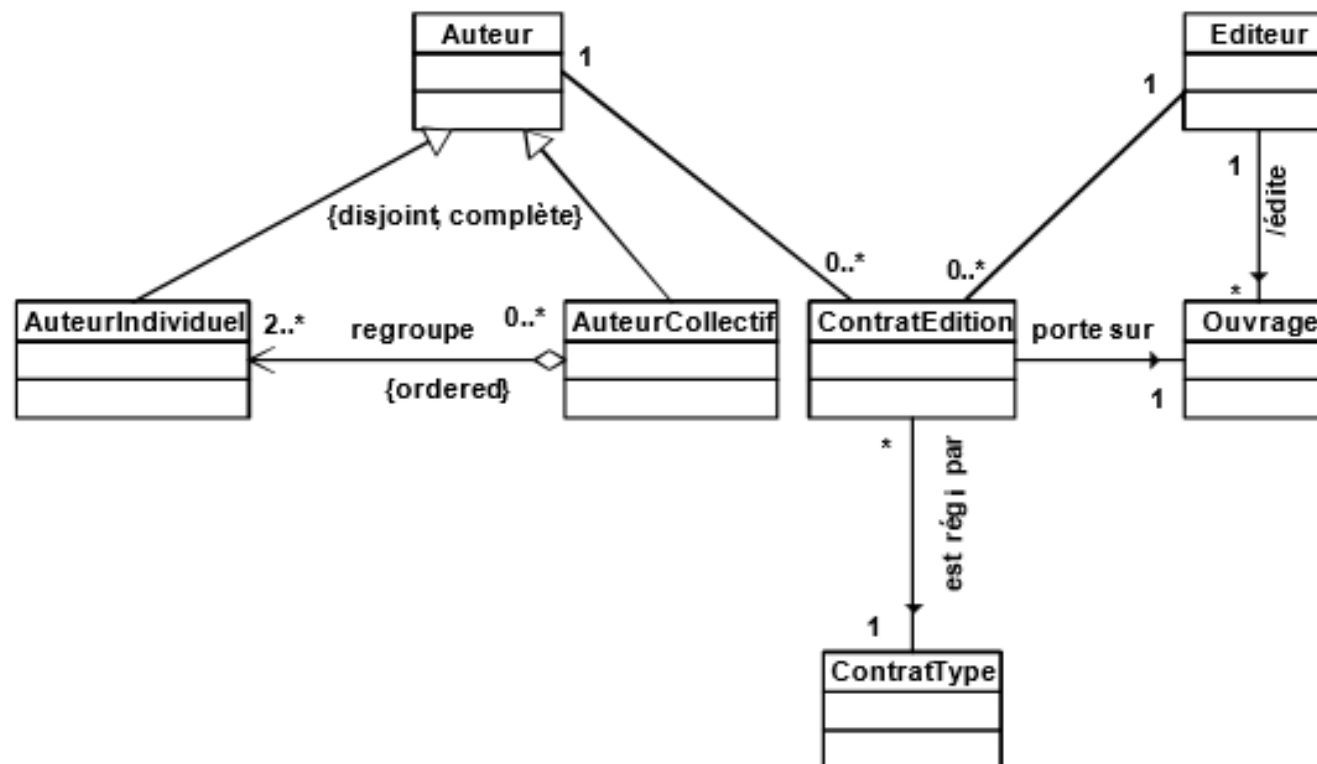 Auteur
Editeur
1
1
1
/édite
{disjoint, complète}
0..*
0..*
*
AuteurIndividuel
2..*
regroupe
0..*
AuteurCollectif
ContratEdition
porte sur
Ouvrage
{ordered}
1
*
est régi par
1
ContratType